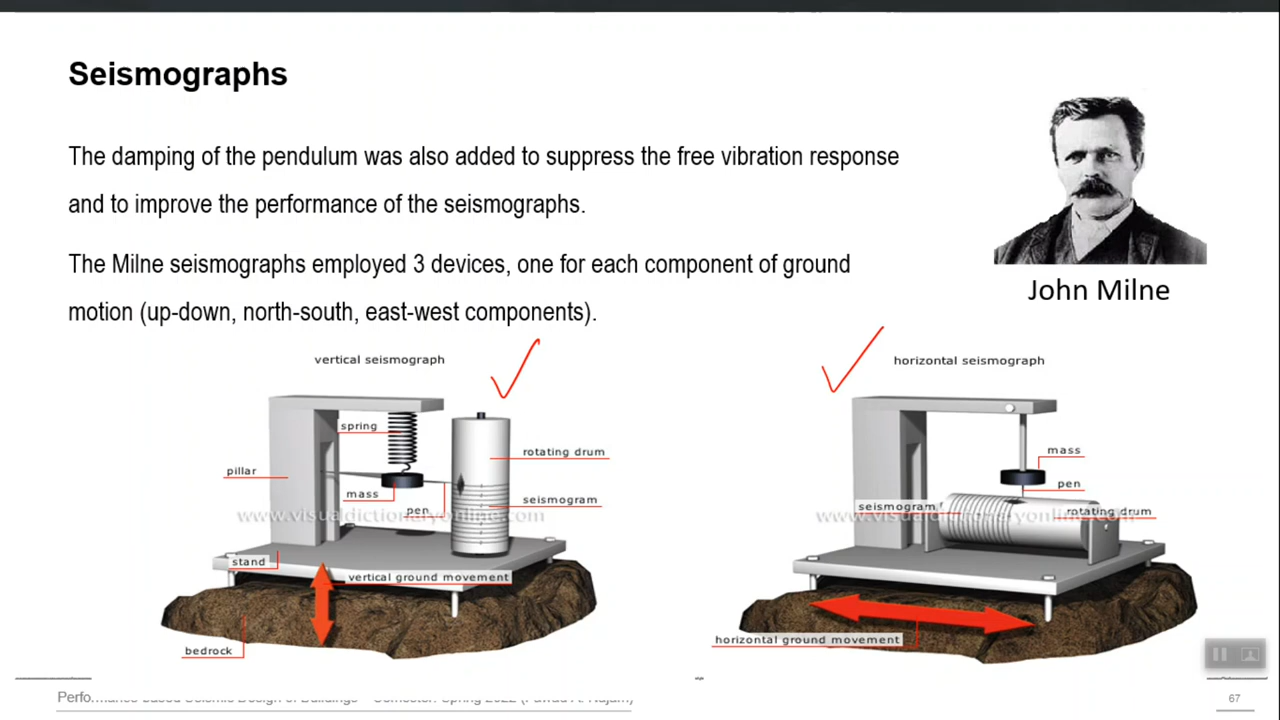 Seismographs
The damping of the pendulum was also added to suppress the free vibration response
and to improve the performance of the seismographs.
The Milne seismographs employed 3 devices, one for each component of ground
motion (up-down, north-south, east-west components).
John Milne
vertical seismograph
spring
rotating drum
pillar
mass
seismogram
pen
www.visualdictionaryonline.com
stand
vertical ground movement
bedrock
horizontal seismograph
mass
pen
seismogram
rotating drum
www.visualdictionaryonline.com
horizontal ground movement
67